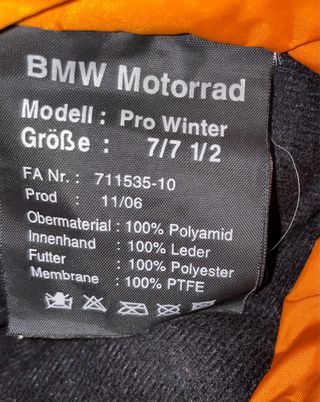 BMW Motorrad
Modell : Pro Winter
Größe : 7/7 1/2
FA Nr. : 711535-10
Prod : 11/06
Obermaterial : 100% Polyamid
Innenhand : 100% Leder
Futter : 100% Polyester
Membrane : 100% PTFE